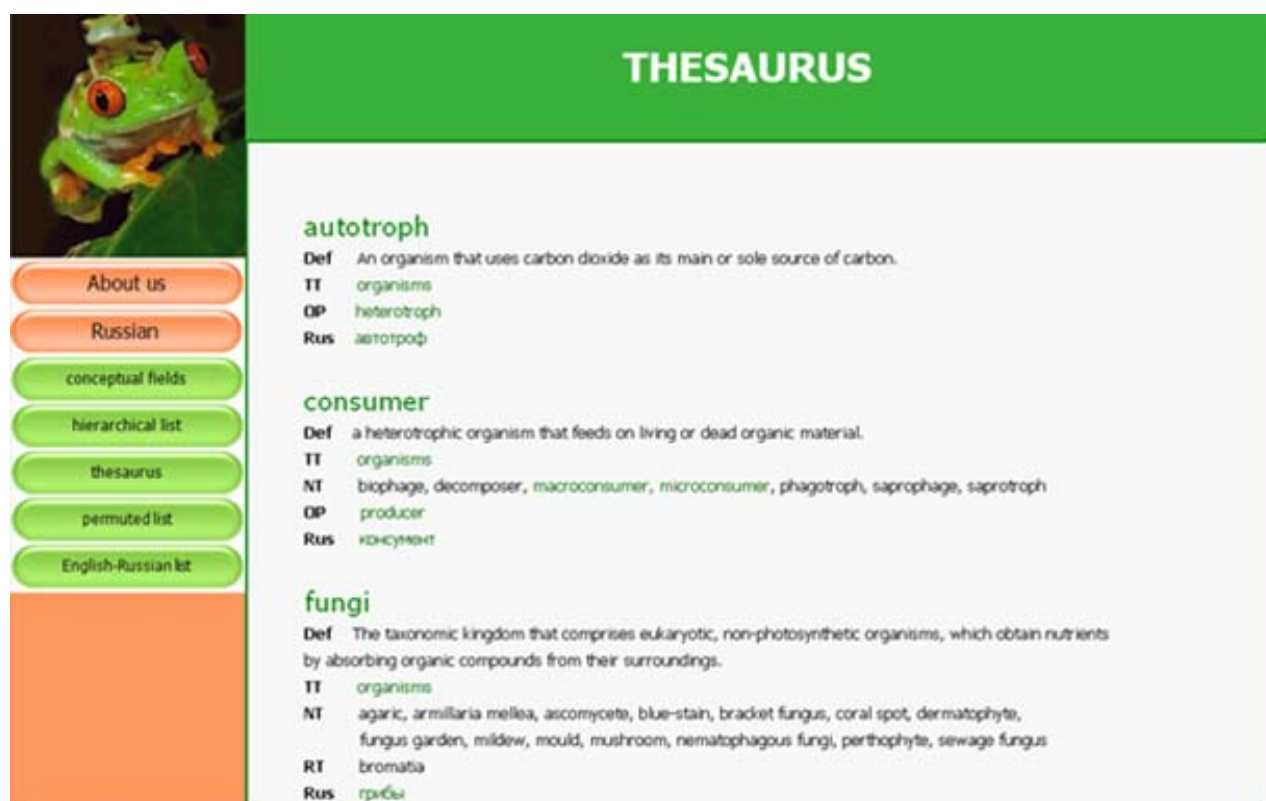 THESAURUS
About us
Russian
conceptual fields
hierarchical list
thesaurus
permuted list
English-Russian list
autotroph
Def An organism that uses carbon dioxide as its main or sole source of carbon.
TT organisms
OP heterotroph
Rus автотроф
consumer
Def a heterotrophic organism that feeds on living or dead organic material.
TT organisms
NT biophage, decomposer, macroconsumer, microconsumer, phagotroph, saprophage, saprotroph
OP producer
Rus консумент
fungi
Def The taxonomic kingdom that comprises eukaryotic, non-photosynthetic organisms, which obtain nutrients
by absorbing organic compounds from their surroundings.
TT organisms
NT agaric, armillaria mellea, ascomycete, blue-stain, bracket fungus, coral spot, dermatophyte,
fungus garden, mildew, mould, mushroom, nematophagous fungi, perthophyte, sewage fungus
RT bromatia
Rus грибы